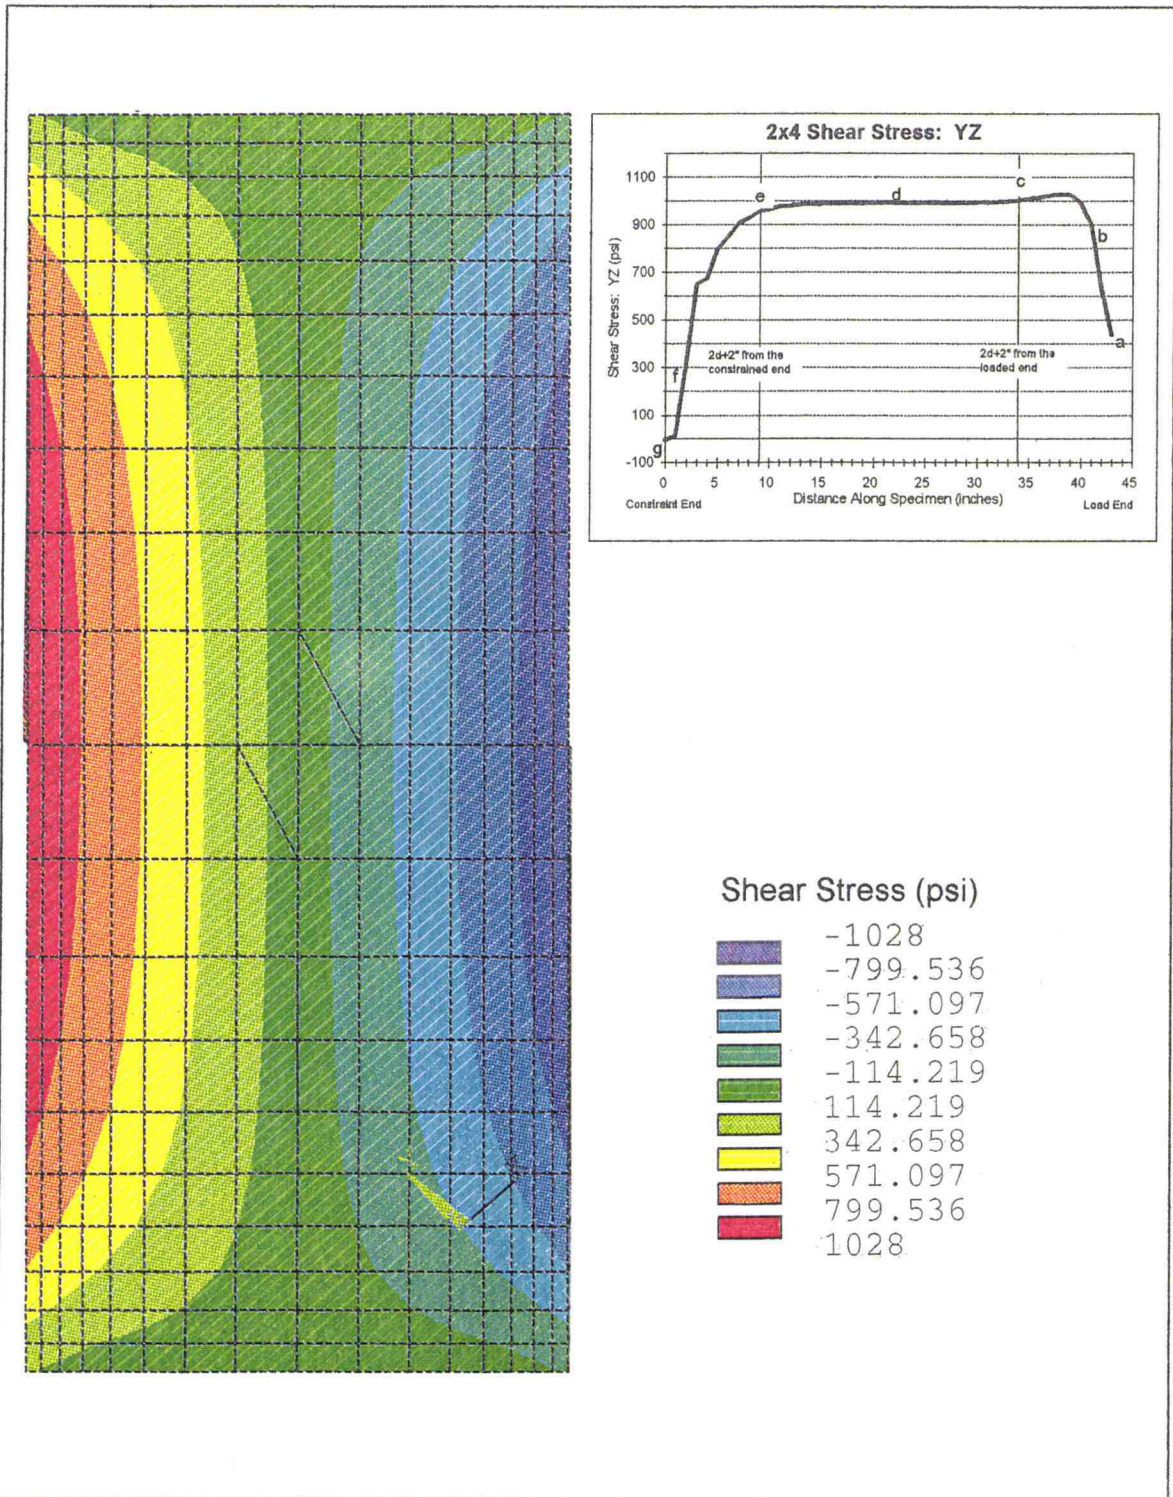 2x4 Shear Stress: YZ
1100
900
700
500
300
100
-100
Shear Stress: YZ (psi)
e
d
c
b
a
f
g
2d+2" from the
constrained end
2d+2" from the
loaded end
0 5 10 15 20 25 30 35 40 45
Constraint End
Distance Along Specimen (inches)
Load End
Shear Stress (psi)
-1028
-799.536
-571.097
-342.658
-114.219
114.219
342.658
571.097
799.536
1028